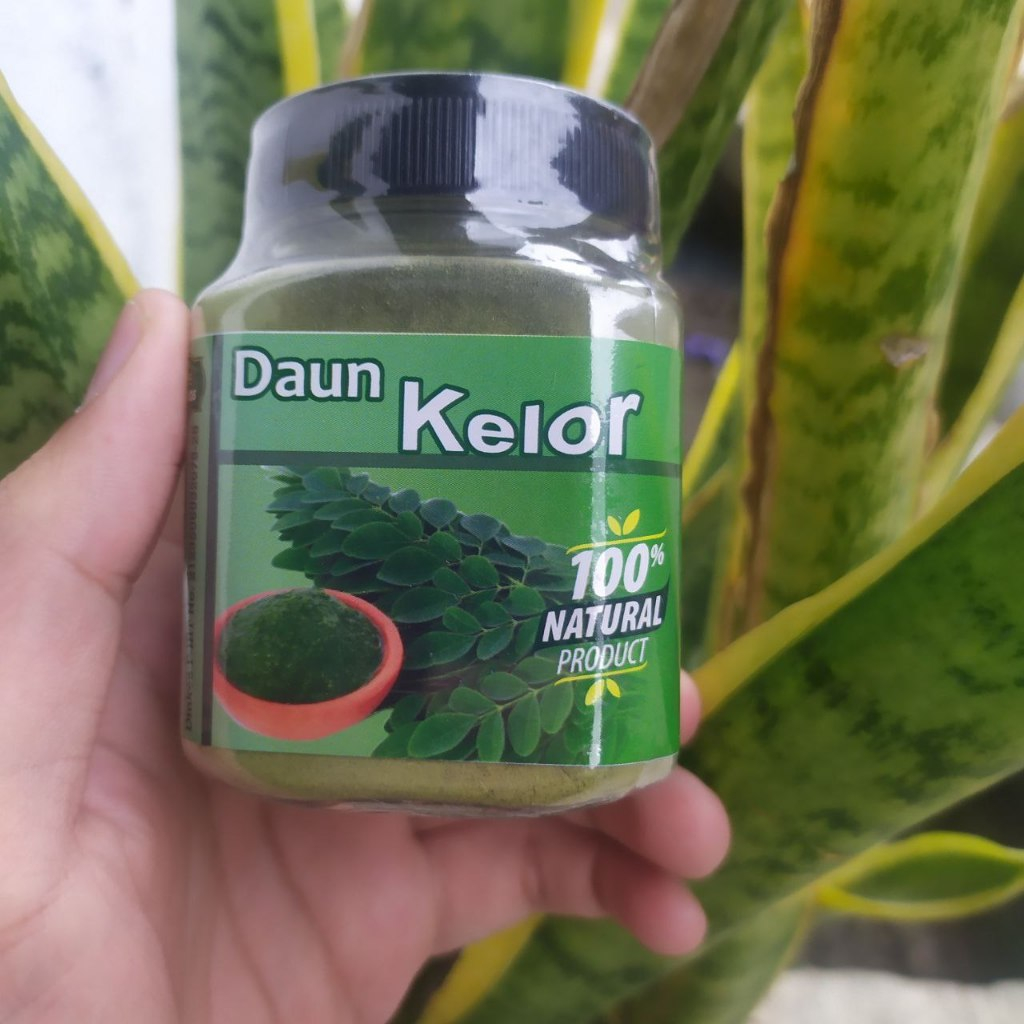 Daun
Kelor
100%
NATURAL
PRODUCT